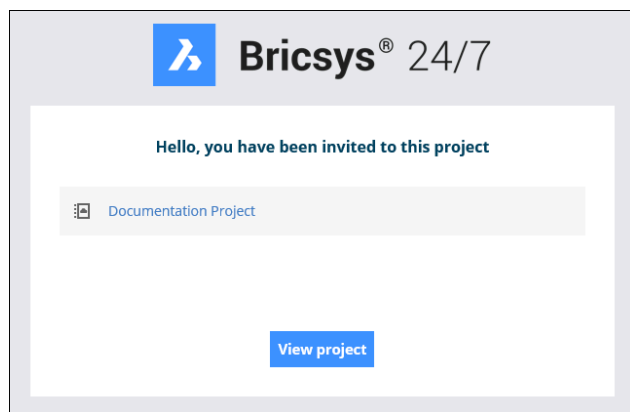 Bricsys® 24/7
Hello, you have been invited to this project
Documentation Project
View project